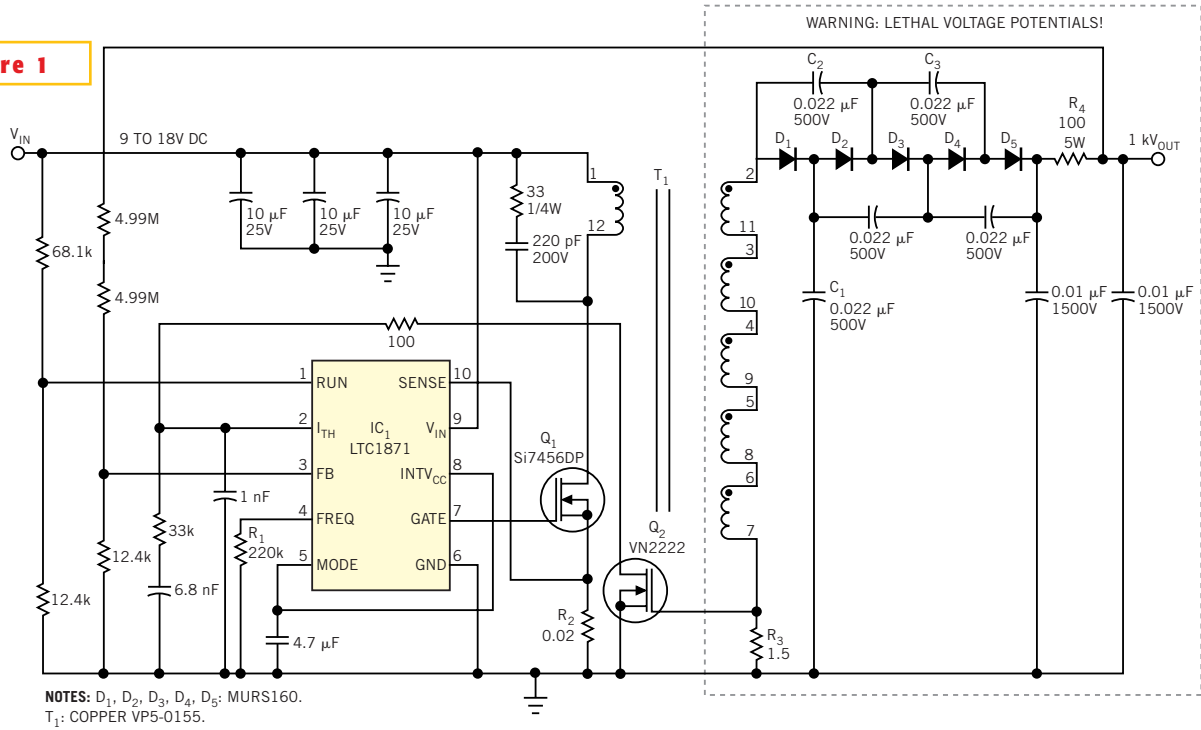 WARNING: LETHAL VOLTAGE POTENTIALS!
re 1
V_IN
9 TO 18V DC
68.1k
4.99M
4.99M
10 µF
25V
10 µF
25V
10 µF
25V
33
1/4W
220 pF
200V
1
12
T₁
C₂
0.022 µF
500V
C₃
0.022 µF
500V
D₁
D₂
D₃
D₄
D₅
R₄
100
5W
1 kV_OUT
0.022 µF
500V
0.022 µF
500V
C₁
0.022 µF
500V
0.01 µF
1500V
0.01 µF
1500V
2
11
3
10
4
9
5
8
6
7
100
1 RUN
2 I_TH
3 FB
4 FREQ
5 MODE
IC₁
LTC1871
SENSE 10
V_IN 9
INTV_CC 8
GATE 7
GND 6
Q₁
Si7456DP
Q₂
VN2222
1 nF
33k
R₁
220k
12.4k
12.4k
6.8 nF
4.7 µF
R₂
0.02
R₃
1.5
NOTES: D₁, D₂, D₃, D₄, D₅: MURS160.
T₁: COPPER VP5-0155.